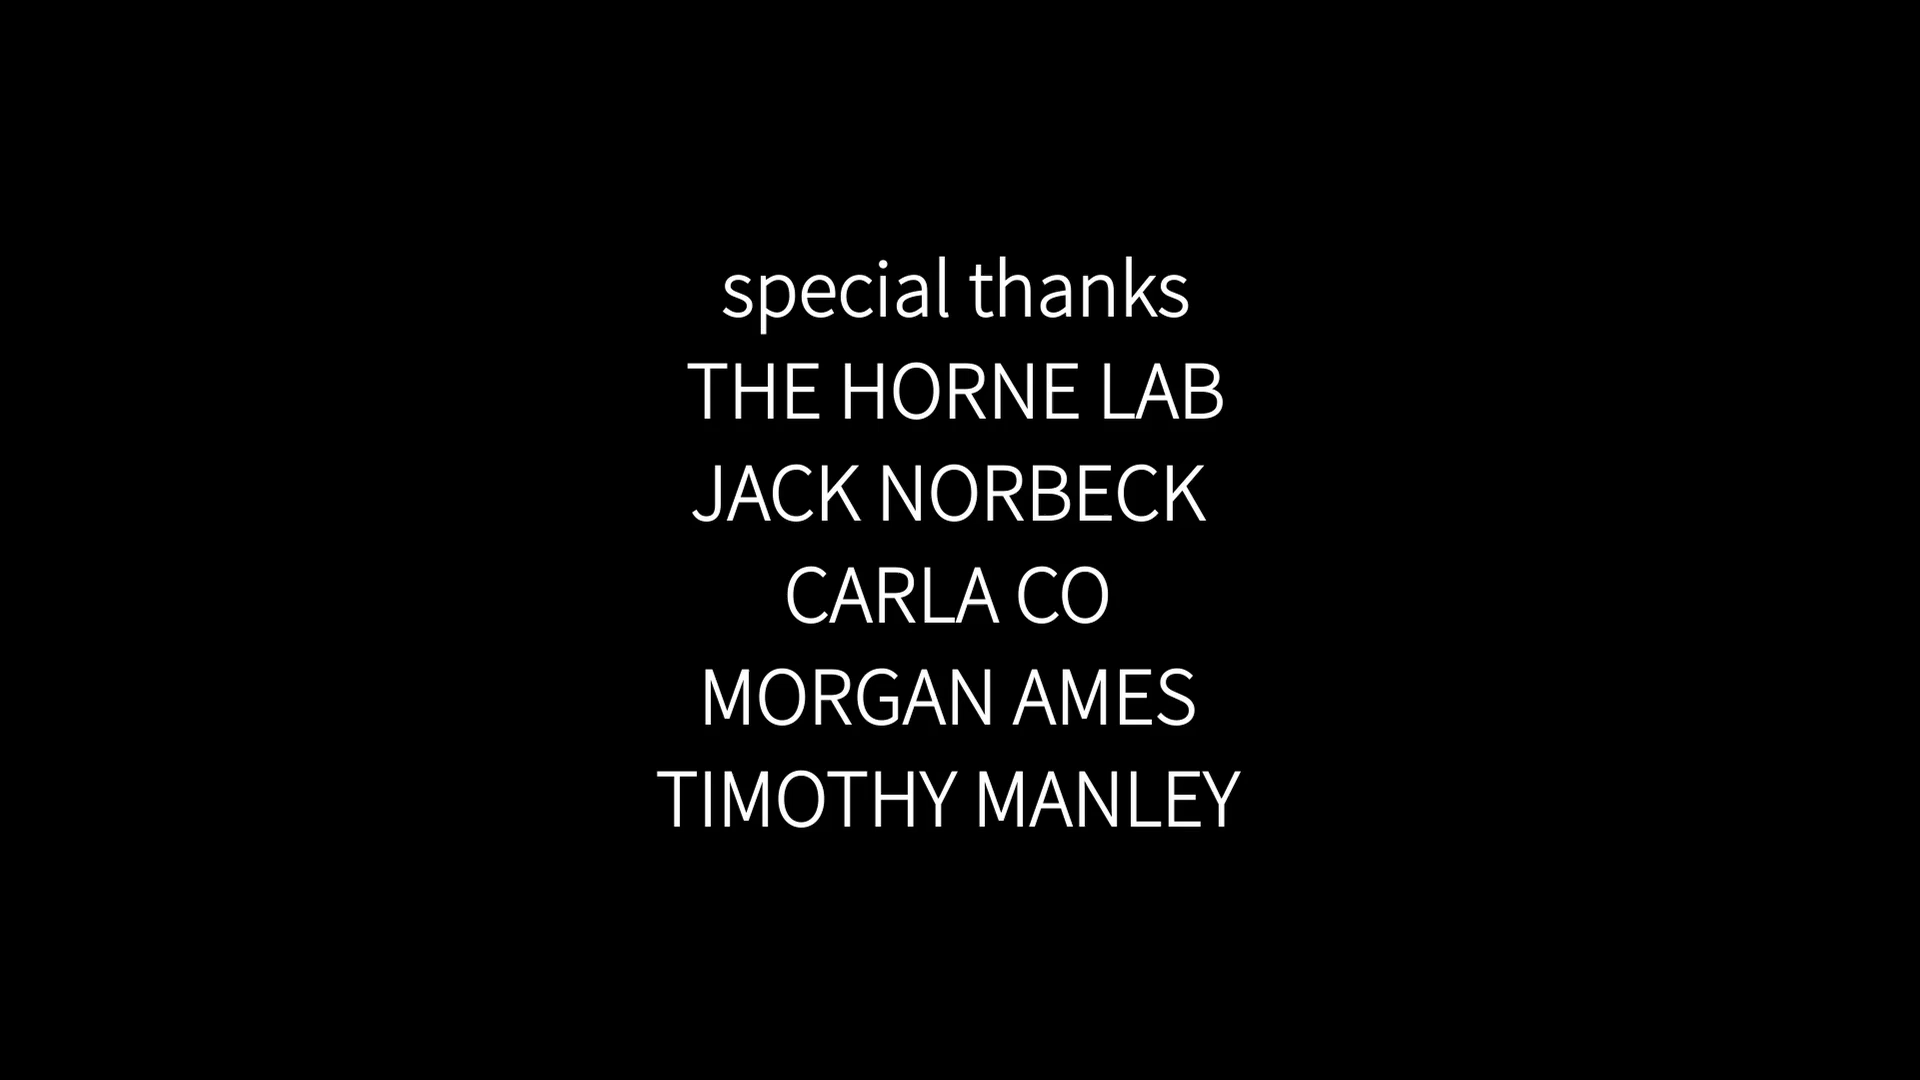 special thanks
THE HORNE LAB
JACK NORBECK
CARLA CO
MORGAN AMES
TIMOTHY MANLEY